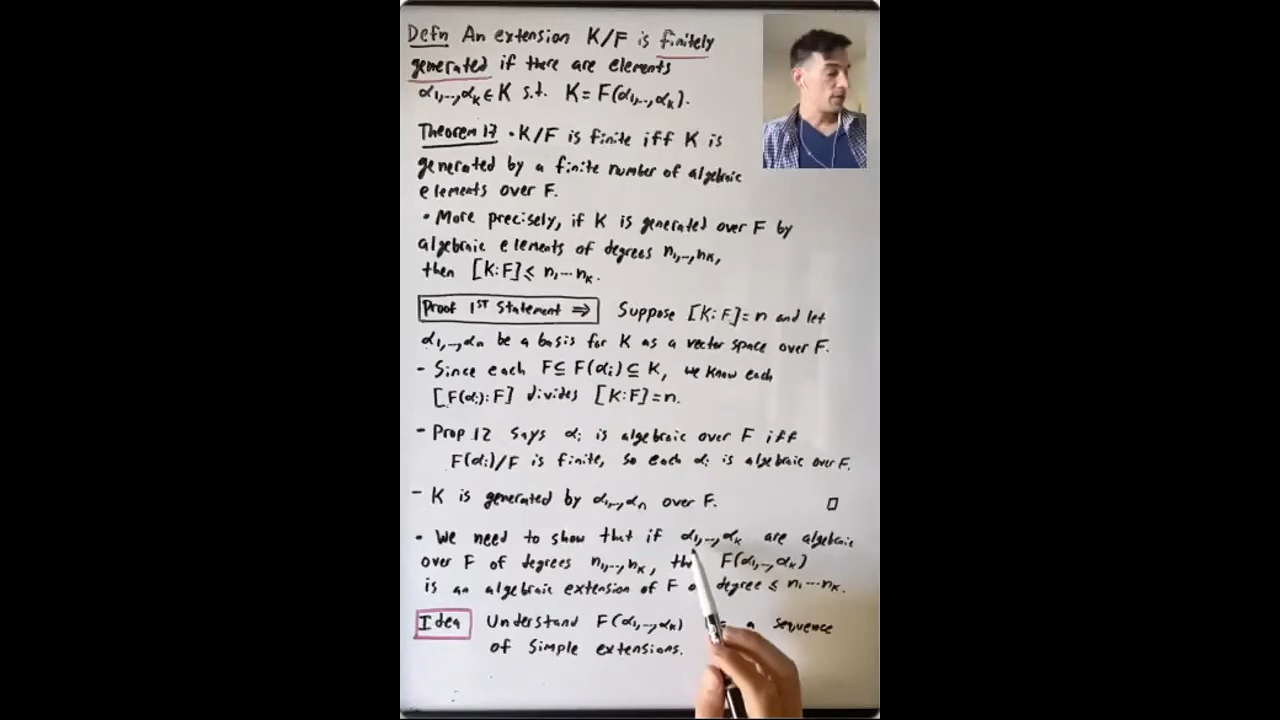 Defn An extension K/F is finitely
generated if there are elements
α₁,..,αₖ ∈ K s.t. K = F(α₁,..,αₖ).
Theorem 17 • K/F is finite iff K is
generated by a finite number of algebraic
elements over F.
• More precisely, if K is generated over F by
algebraic elements of degrees n₁,..,nₖ,
then [K:F] ≤ n₁···nₖ.
Proof 1ST Statement ⇒ Suppose [K:F]=n and let
α₁,..,αₙ be a basis for K as a vector space over F.
- Since each F ⊆ F(αᵢ) ⊆ K, we know each
[F(αᵢ):F] divides [K:F]=n.
- Prop 12 says αᵢ is algebraic over F iff
F(αᵢ)/F is finite, so each αᵢ is algebraic over F.
- K is generated by α₁,..,αₙ over F. □
• We need to show that if α₁,..,αₖ are algebraic
over F of degrees n₁,..,nₖ, F(α₁,..,αₖ)
is an algebraic extension of F degree ≤ n₁···nₖ.
Idea Understand F(α₁,..,αₖ) a sequence
of simple extensions.